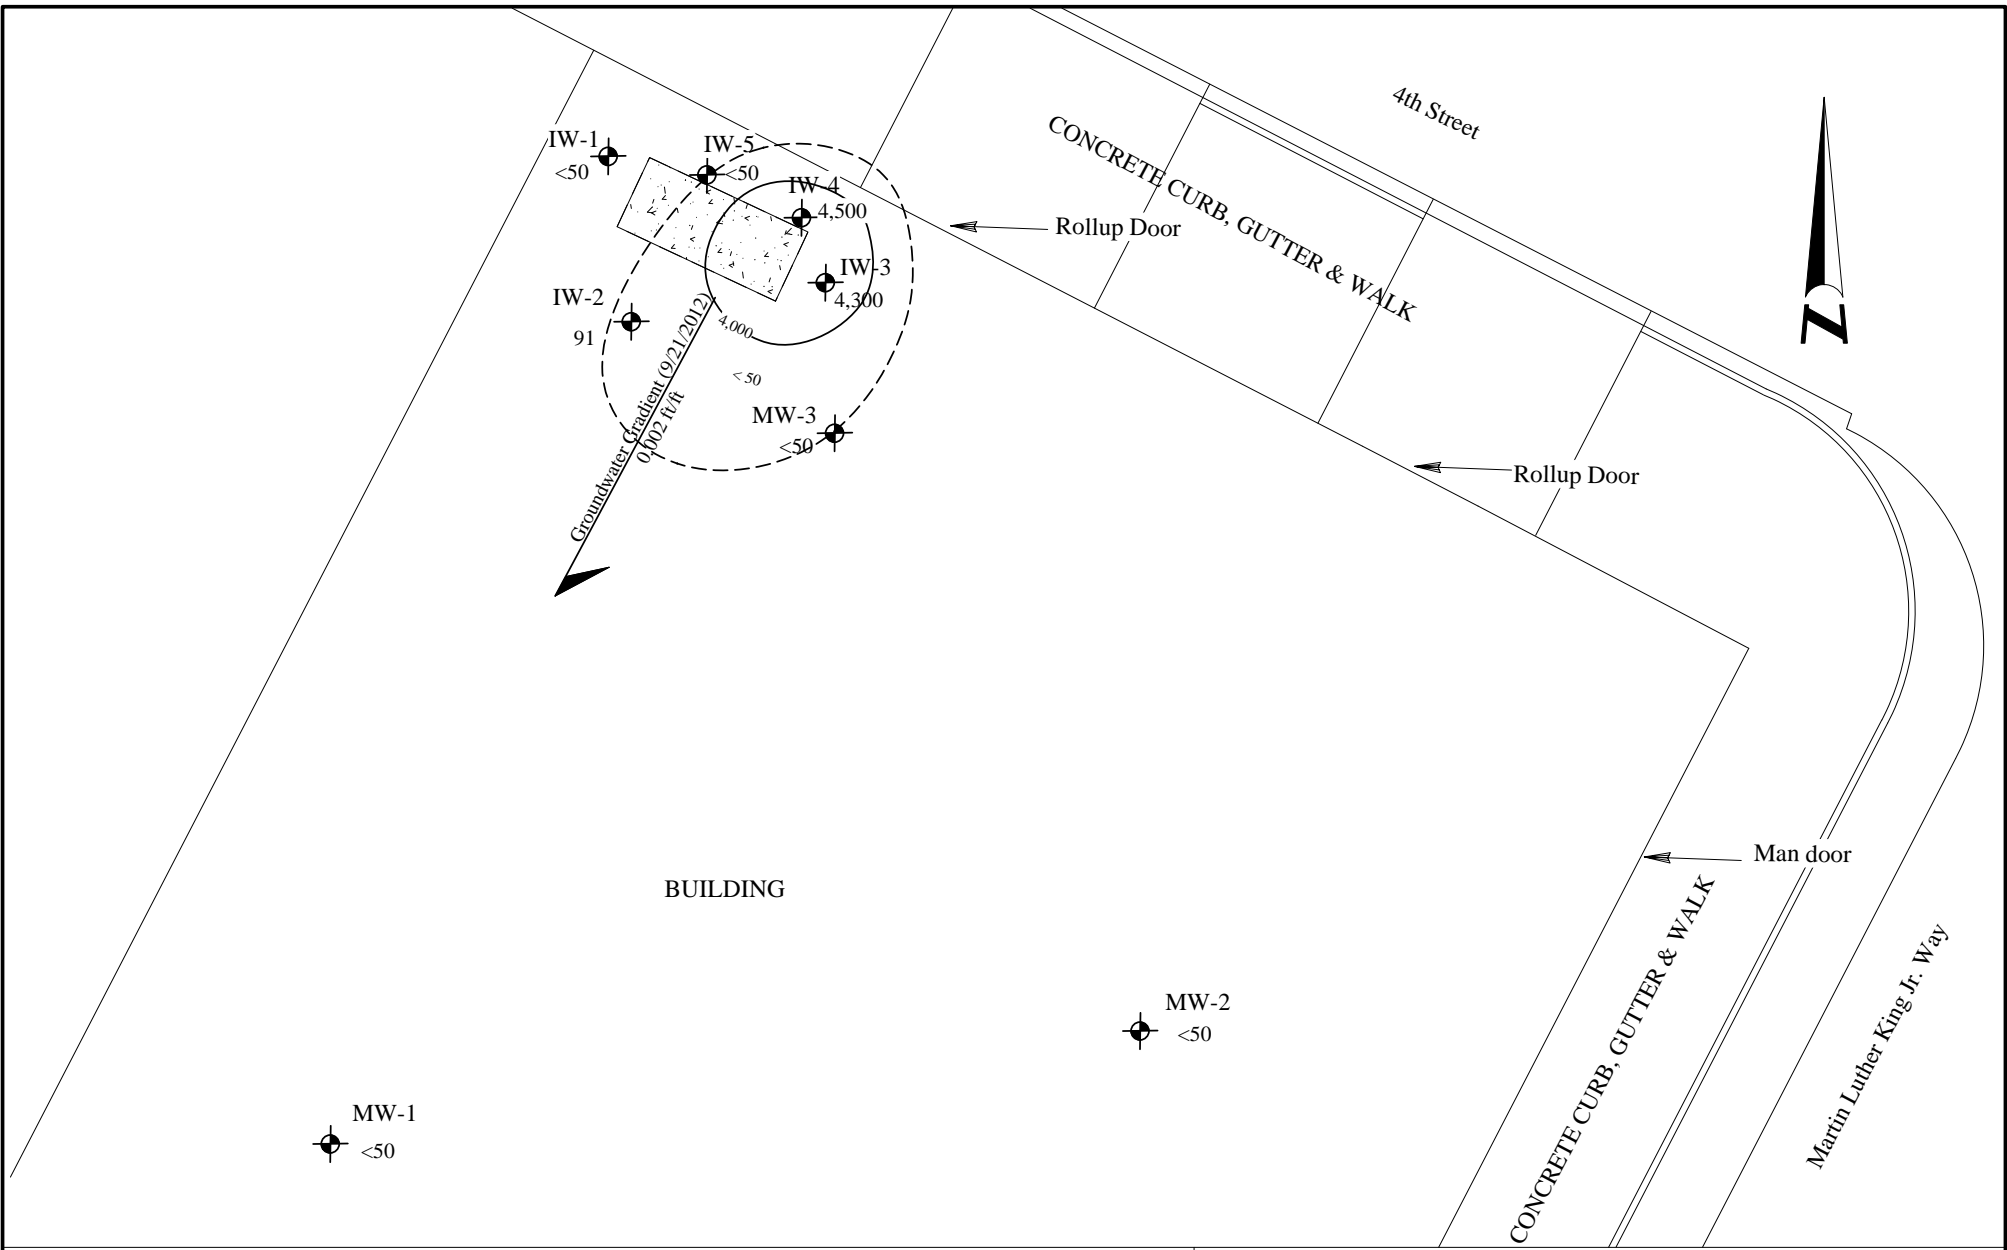 4th Street
CONCRETE CURB, GUTTER & WALK
IW-1
<50
IW-5
<50
IW-4
4,500
Rollup Door
IW-3
4,300
IW-2
91
4,000
<50
Groundwater Gradient (9/21/2012)
0.002 ft/ft
MW-3
<50
Rollup Door
Z
Man door
BUILDING
CONCRETE CURB, GUTTER & WALK
Martin Luther King Jr. Way
MW-2
<50
MW-1
<50